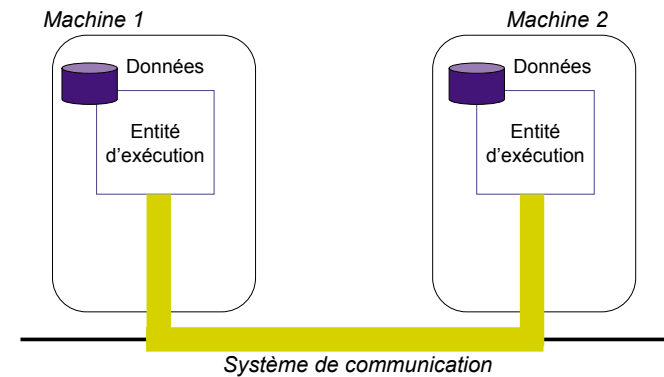 Machine 1
Machine 2
Données
Données
Entité
d’exécution
Entité
d’exécution
Système de communication